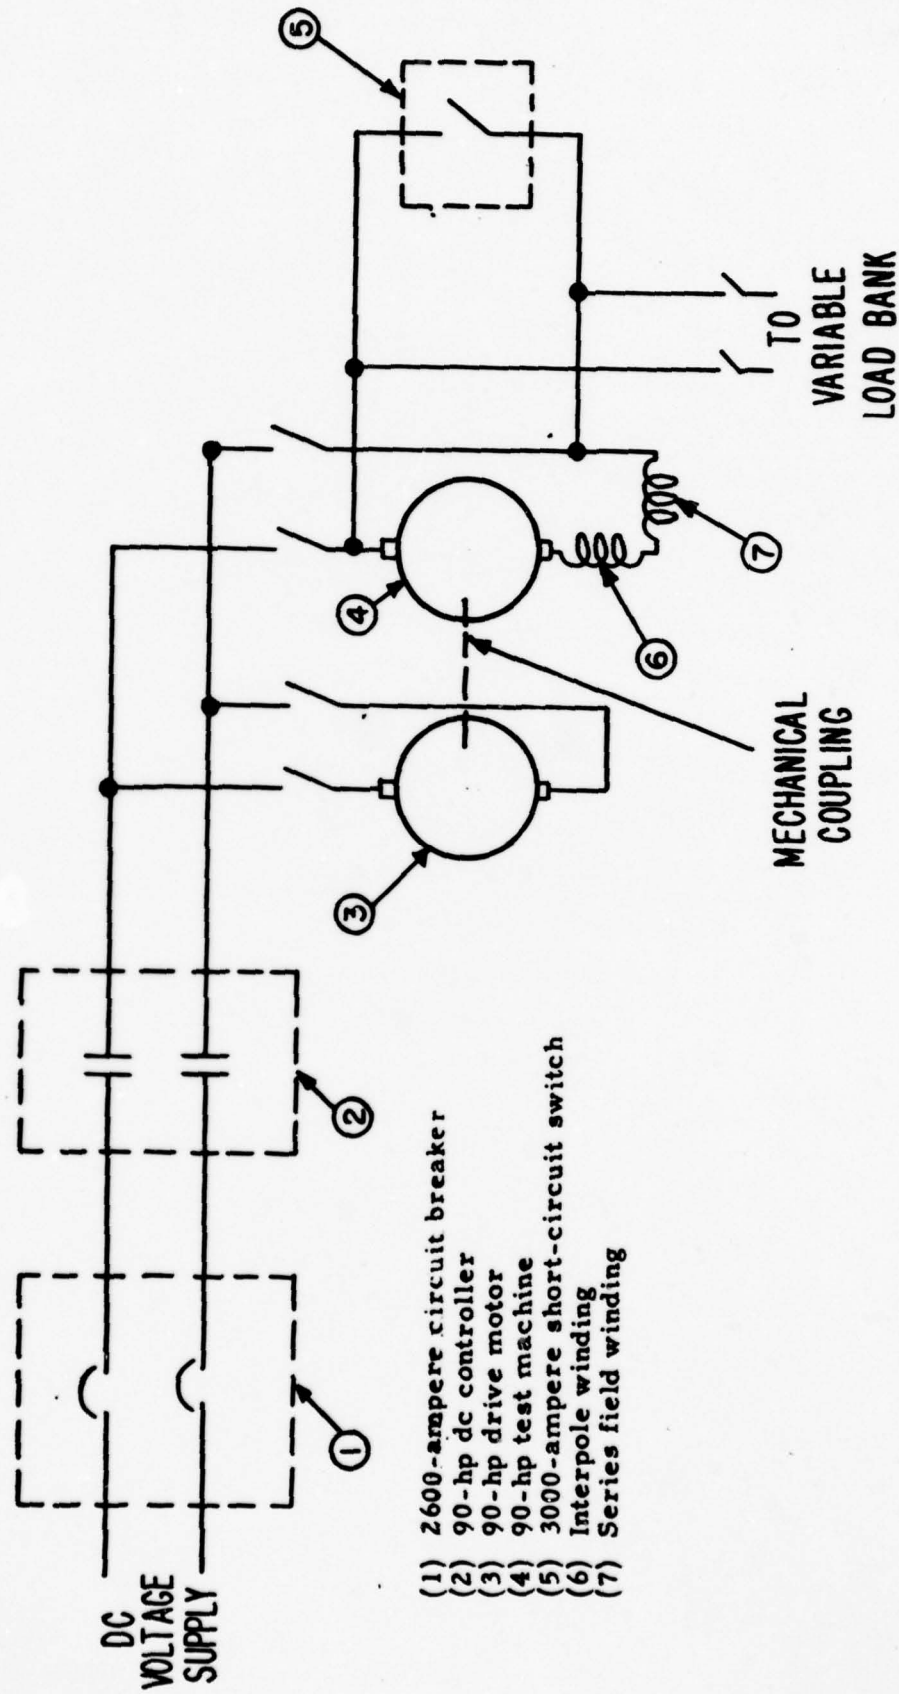 DC
VOLTAGE
SUPPLY
1
2
3
4
5
6
7
MECHANICAL
COUPLING
TO
VARIABLE
LOAD BANK
(1) 2600-ampere circuit breaker
(2) 90-hp dc controller
(3) 90-hp drive motor
(4) 90-hp test machine
(5) 3000-ampere short-circuit switch
(6) Interpole winding
(7) Series field winding